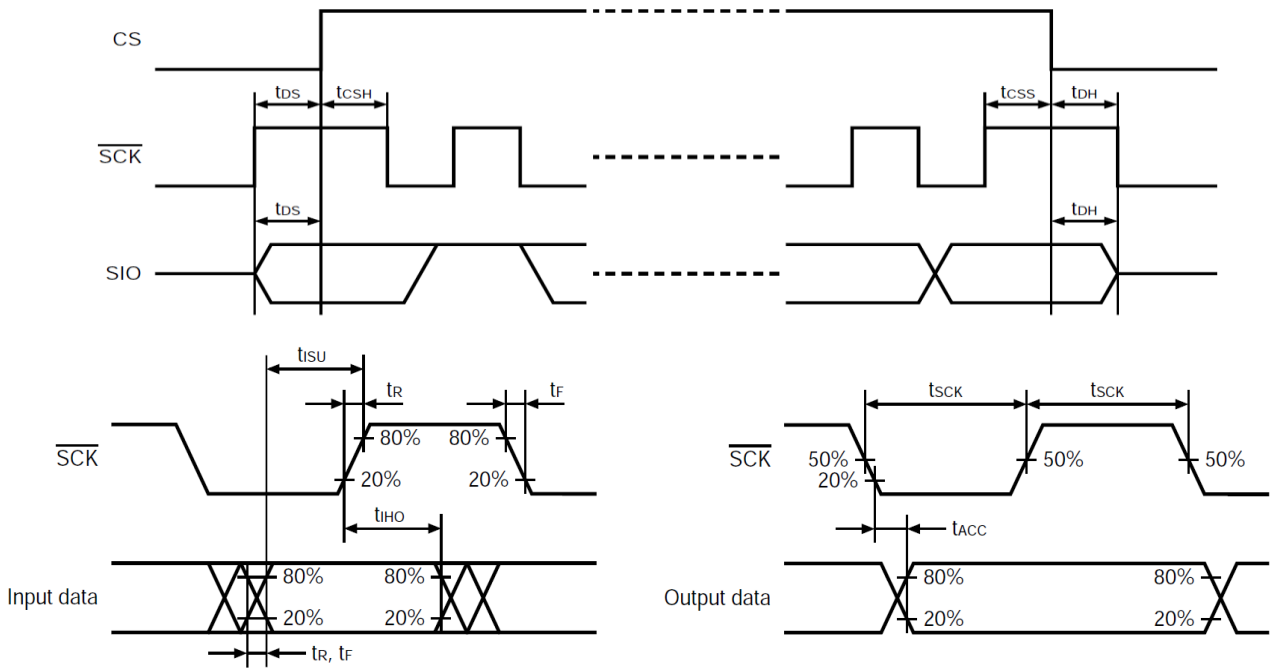 CS
tDS tCSH tCSS tDH
SCK
tDS tDH
SIO
tISU
tR tF tSCK tSCK
SCK 80% 80% SCK 50% 50% 50%
20% 20% 20%
tIHO tACC
Input data 80% 80% Output data 80% 80%
20% 20% 20% 20%
tR, tF